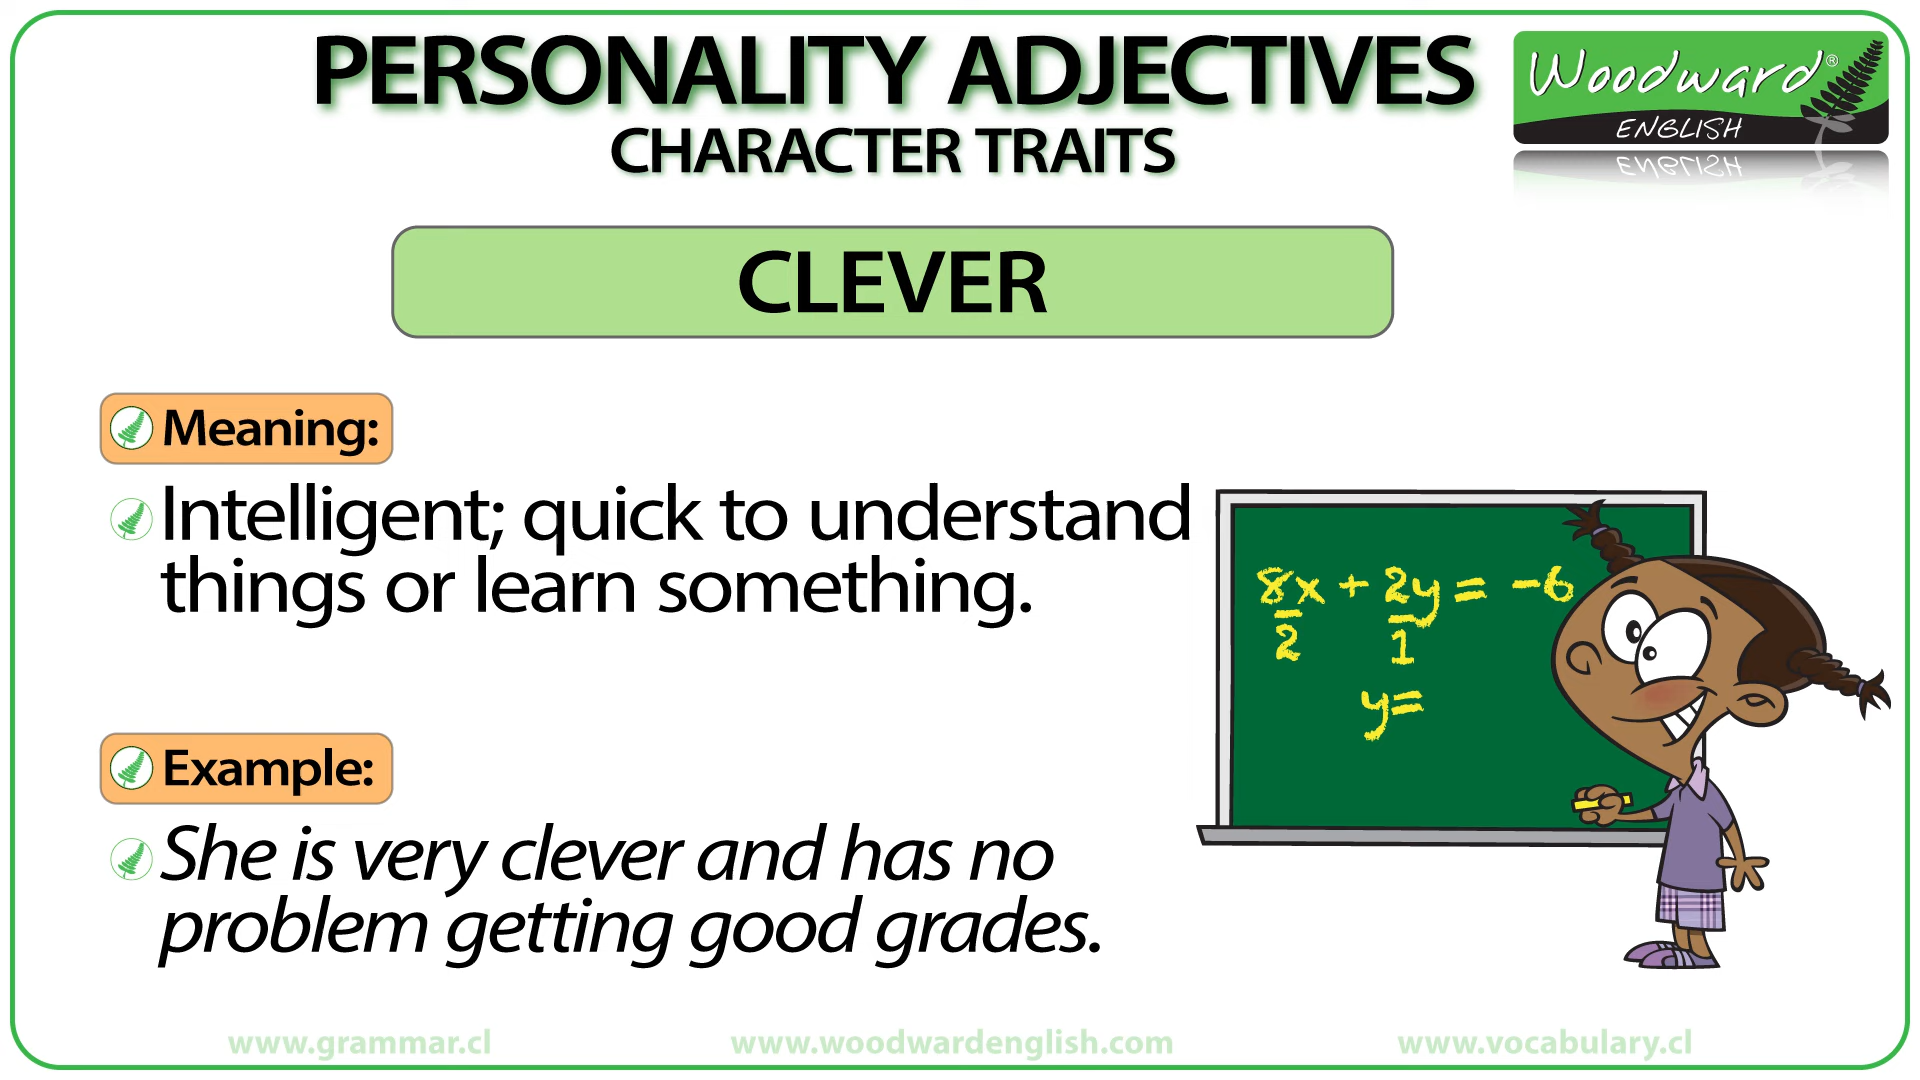 PERSONALITY ADJECTIVES
CHARACTER TRAITS
Woodward®
ENGLISH
CLEVER
Meaning:
Intelligent; quick to understand
things or learn something.
8x + 2y = -6
2 1
y=
Example:
She is very clever and has no
problem getting good grades.
www.grammar.cl www.woodwardenglish.com www.vocabulary.cl